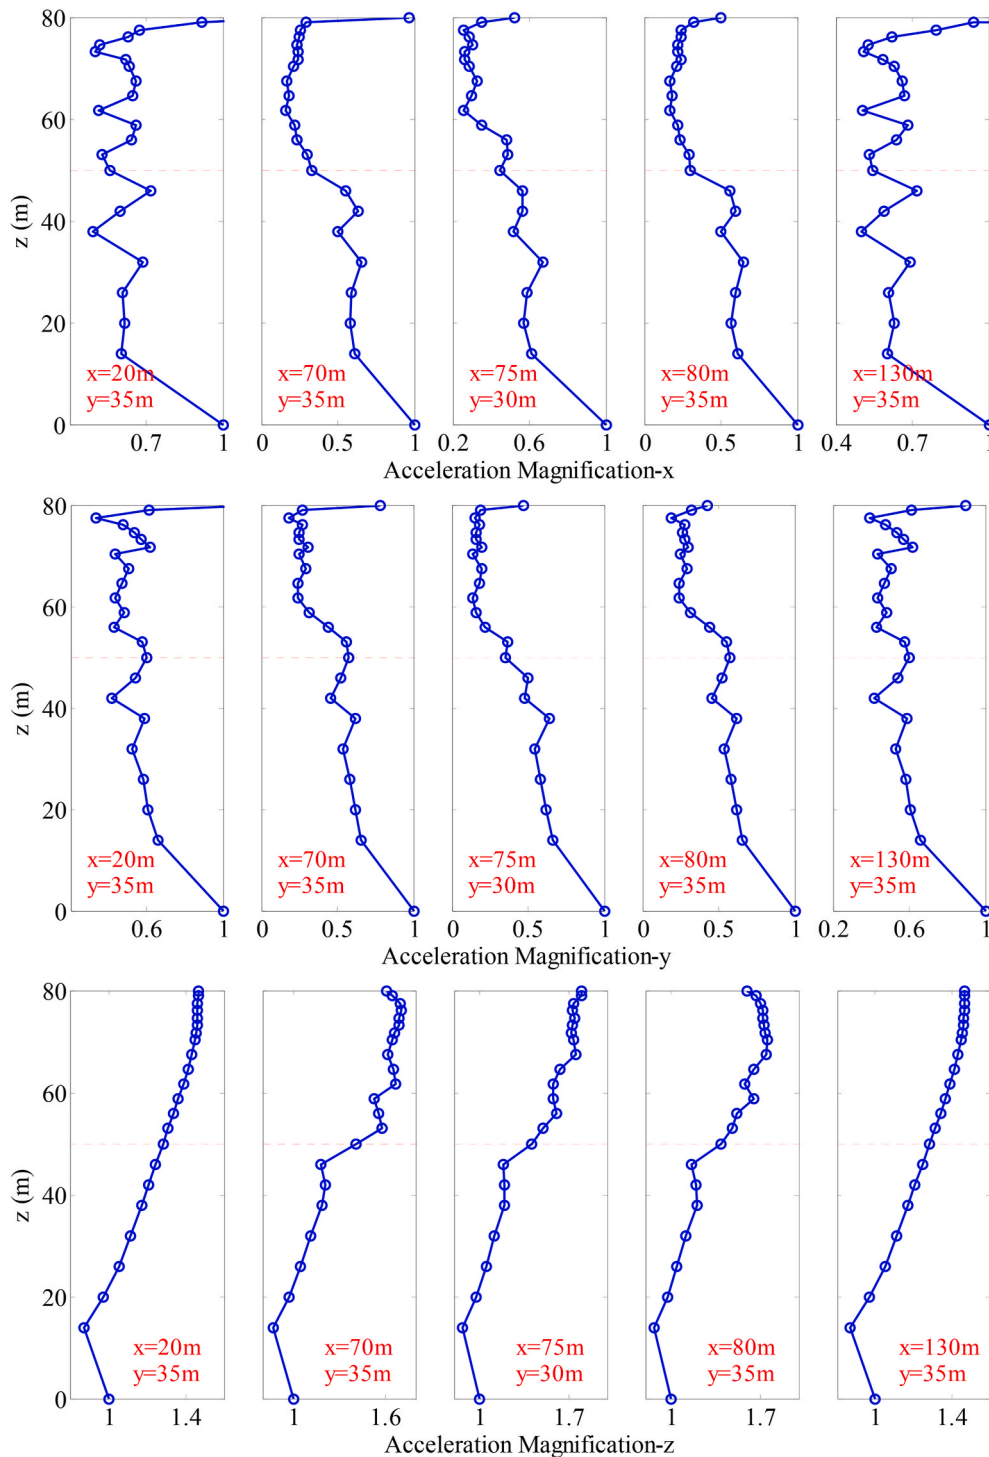 80
60
40
20
0
z (m)
x=20m
y=35m
x=70m
y=35m
x=75m
y=30m
x=80m
y=35m
x=130m
y=35m
0.7 1 0 0.5 1 0.2 0.6 1 0 0.5 1 0.4 0.7 1
Acceleration Magnification-x
80
60
40
20
0
z (m)
x=20m
y=35m
x=70m
y=35m
x=75m
y=30m
x=80m
y=35m
x=130m
y=35m
0.6 1 0 0.5 1 0 0.5 1 0 0.5 1 0.2 0.6 1
Acceleration Magnification-y
80
60
40
20
0
z (m)
x=20m
y=35m
x=70m
y=35m
x=75m
y=30m
x=80m
y=35m
x=130m
y=35m
1 1.4 1 1.6 1 1.7 1 1.7 1 1.4
Acceleration Magnification-z